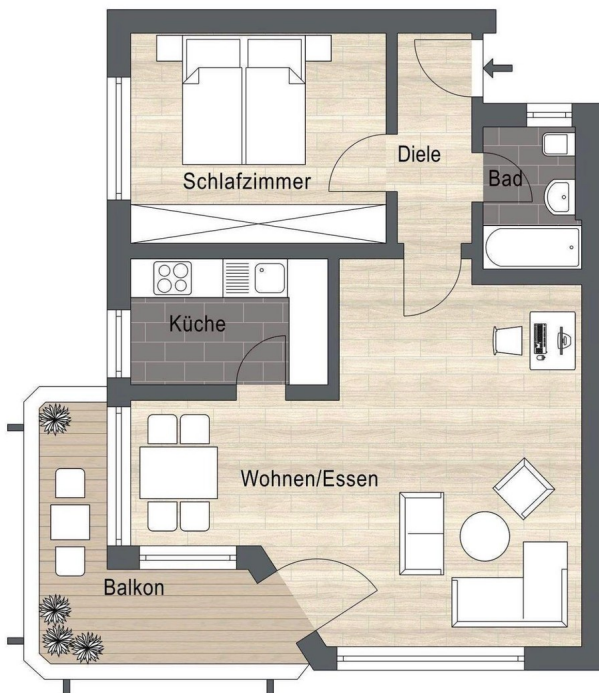 Diele
Schlafzimmer
Bad
Küche
Wohnen/Essen
Balkon